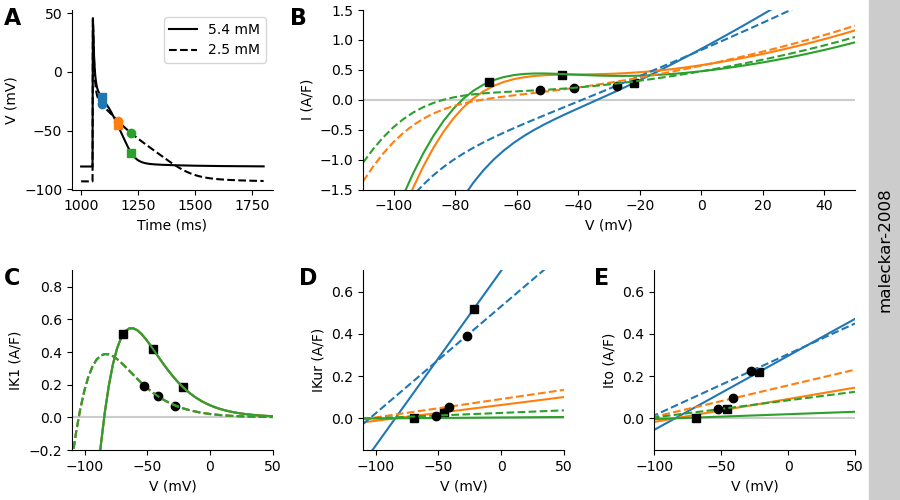 A
50
0
−50
−100
V (mV)
5.4 mM
2.5 mM
1000
1250
1500
1750
Time (ms)
B
1.5
1.0
0.5
0.0
−0.5
−1.0
−1.5
I (A/F)
−100
−80
−60
−40
−20
0
20
40
V (mV)
maleckar-2008
C
0.8
0.6
0.4
0.2
0.0
−0.2
IK1 (A/F)
−100
−50
0
50
V (mV)
D
0.6
0.4
0.2
0.0
IKur (A/F)
−100
−50
0
50
V (mV)
E
0.6
0.4
0.2
0.0
Ito (A/F)
−100
−50
0
50
V (mV)